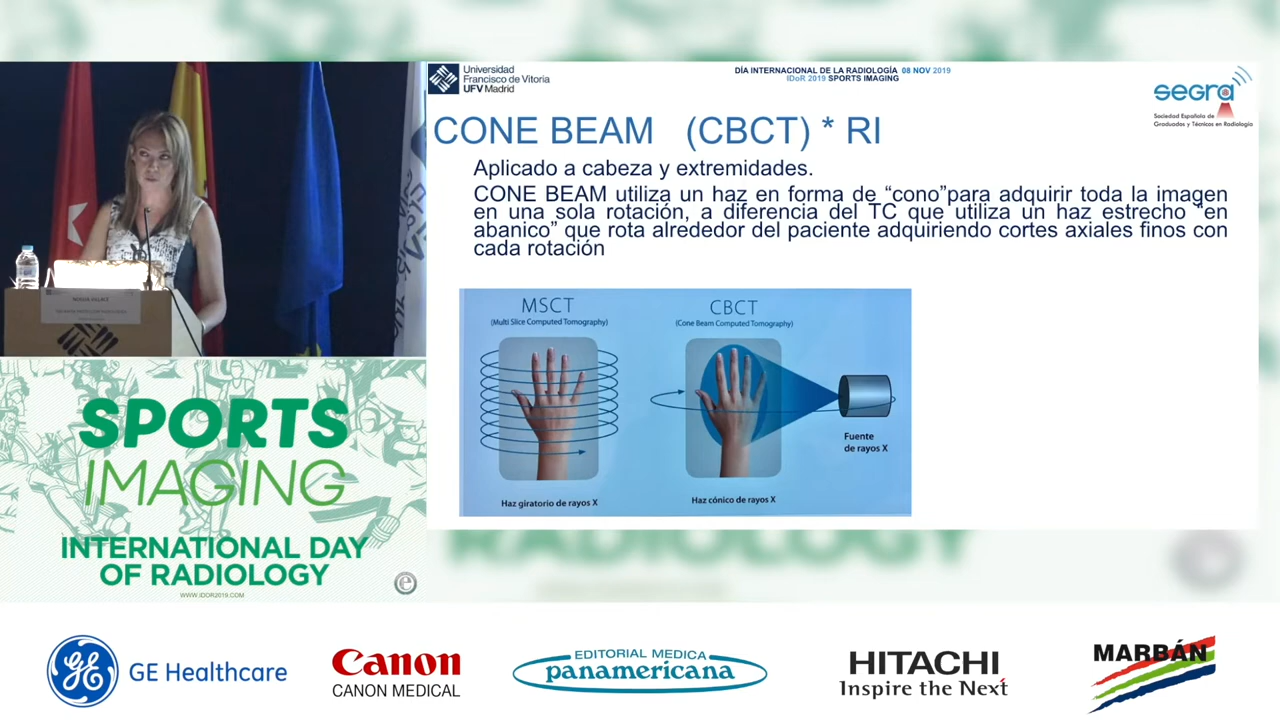 Universidad
Francisco de Vitoria
UFV Madrid
DÍA INTERNACIONAL DE LA RADIOLOGÍA 08 NOV 2019
IDoR 2019 SPORTS IMAGING
segra
Sociedad Española de
Graduados y Técnicos en Radiología
CONE BEAM (CBCT) * RI
Aplicado a cabeza y extremidades.
CONE BEAM utiliza un haz en forma de “cono”para adquirir toda la imagen
en una sola rotación, a diferencia del TC que utiliza un haz estrecho “en
abanico” que rota alrededor del paciente adquiriendo cortes axiales finos con
cada rotación
MSCT
(Multi Slice Computed Tomography)
CBCT
(Cone Beam Computed Tomography)
Fuente
de rayos X
Haz giratorio de rayos X
Haz cónico de rayos X
SPORTS
IMAGING
INTERNATIONAL DAY
OF RADIOLOGY
WWW.IDOR2019.COM
RADIOLOGY
GE Healthcare
Canon
CANON MEDICAL
EDITORIAL MEDICA
panamericana
HITACHI
Inspire the Next
MARBÁN